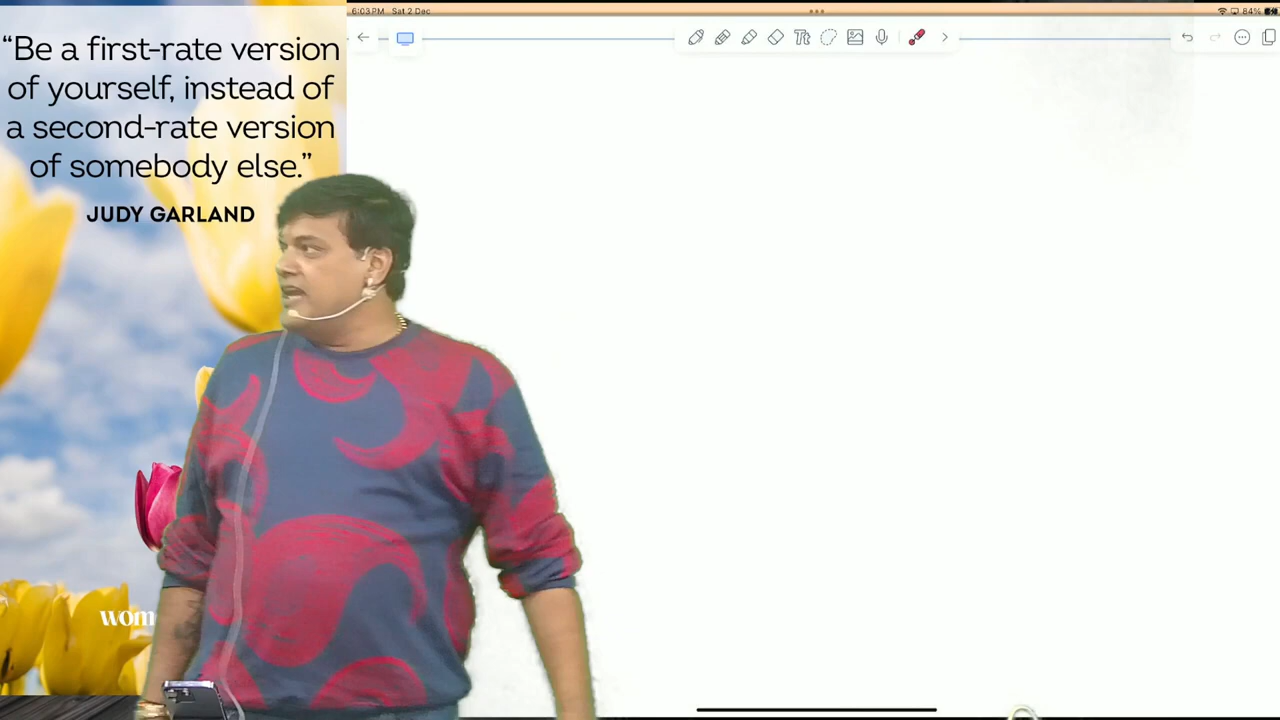 6:03 PM Sat 2 Dec
84%
“Be a first-rate version
of yourself, instead of
a second-rate version
of somebody else.”
JUDY GARLAND
wom